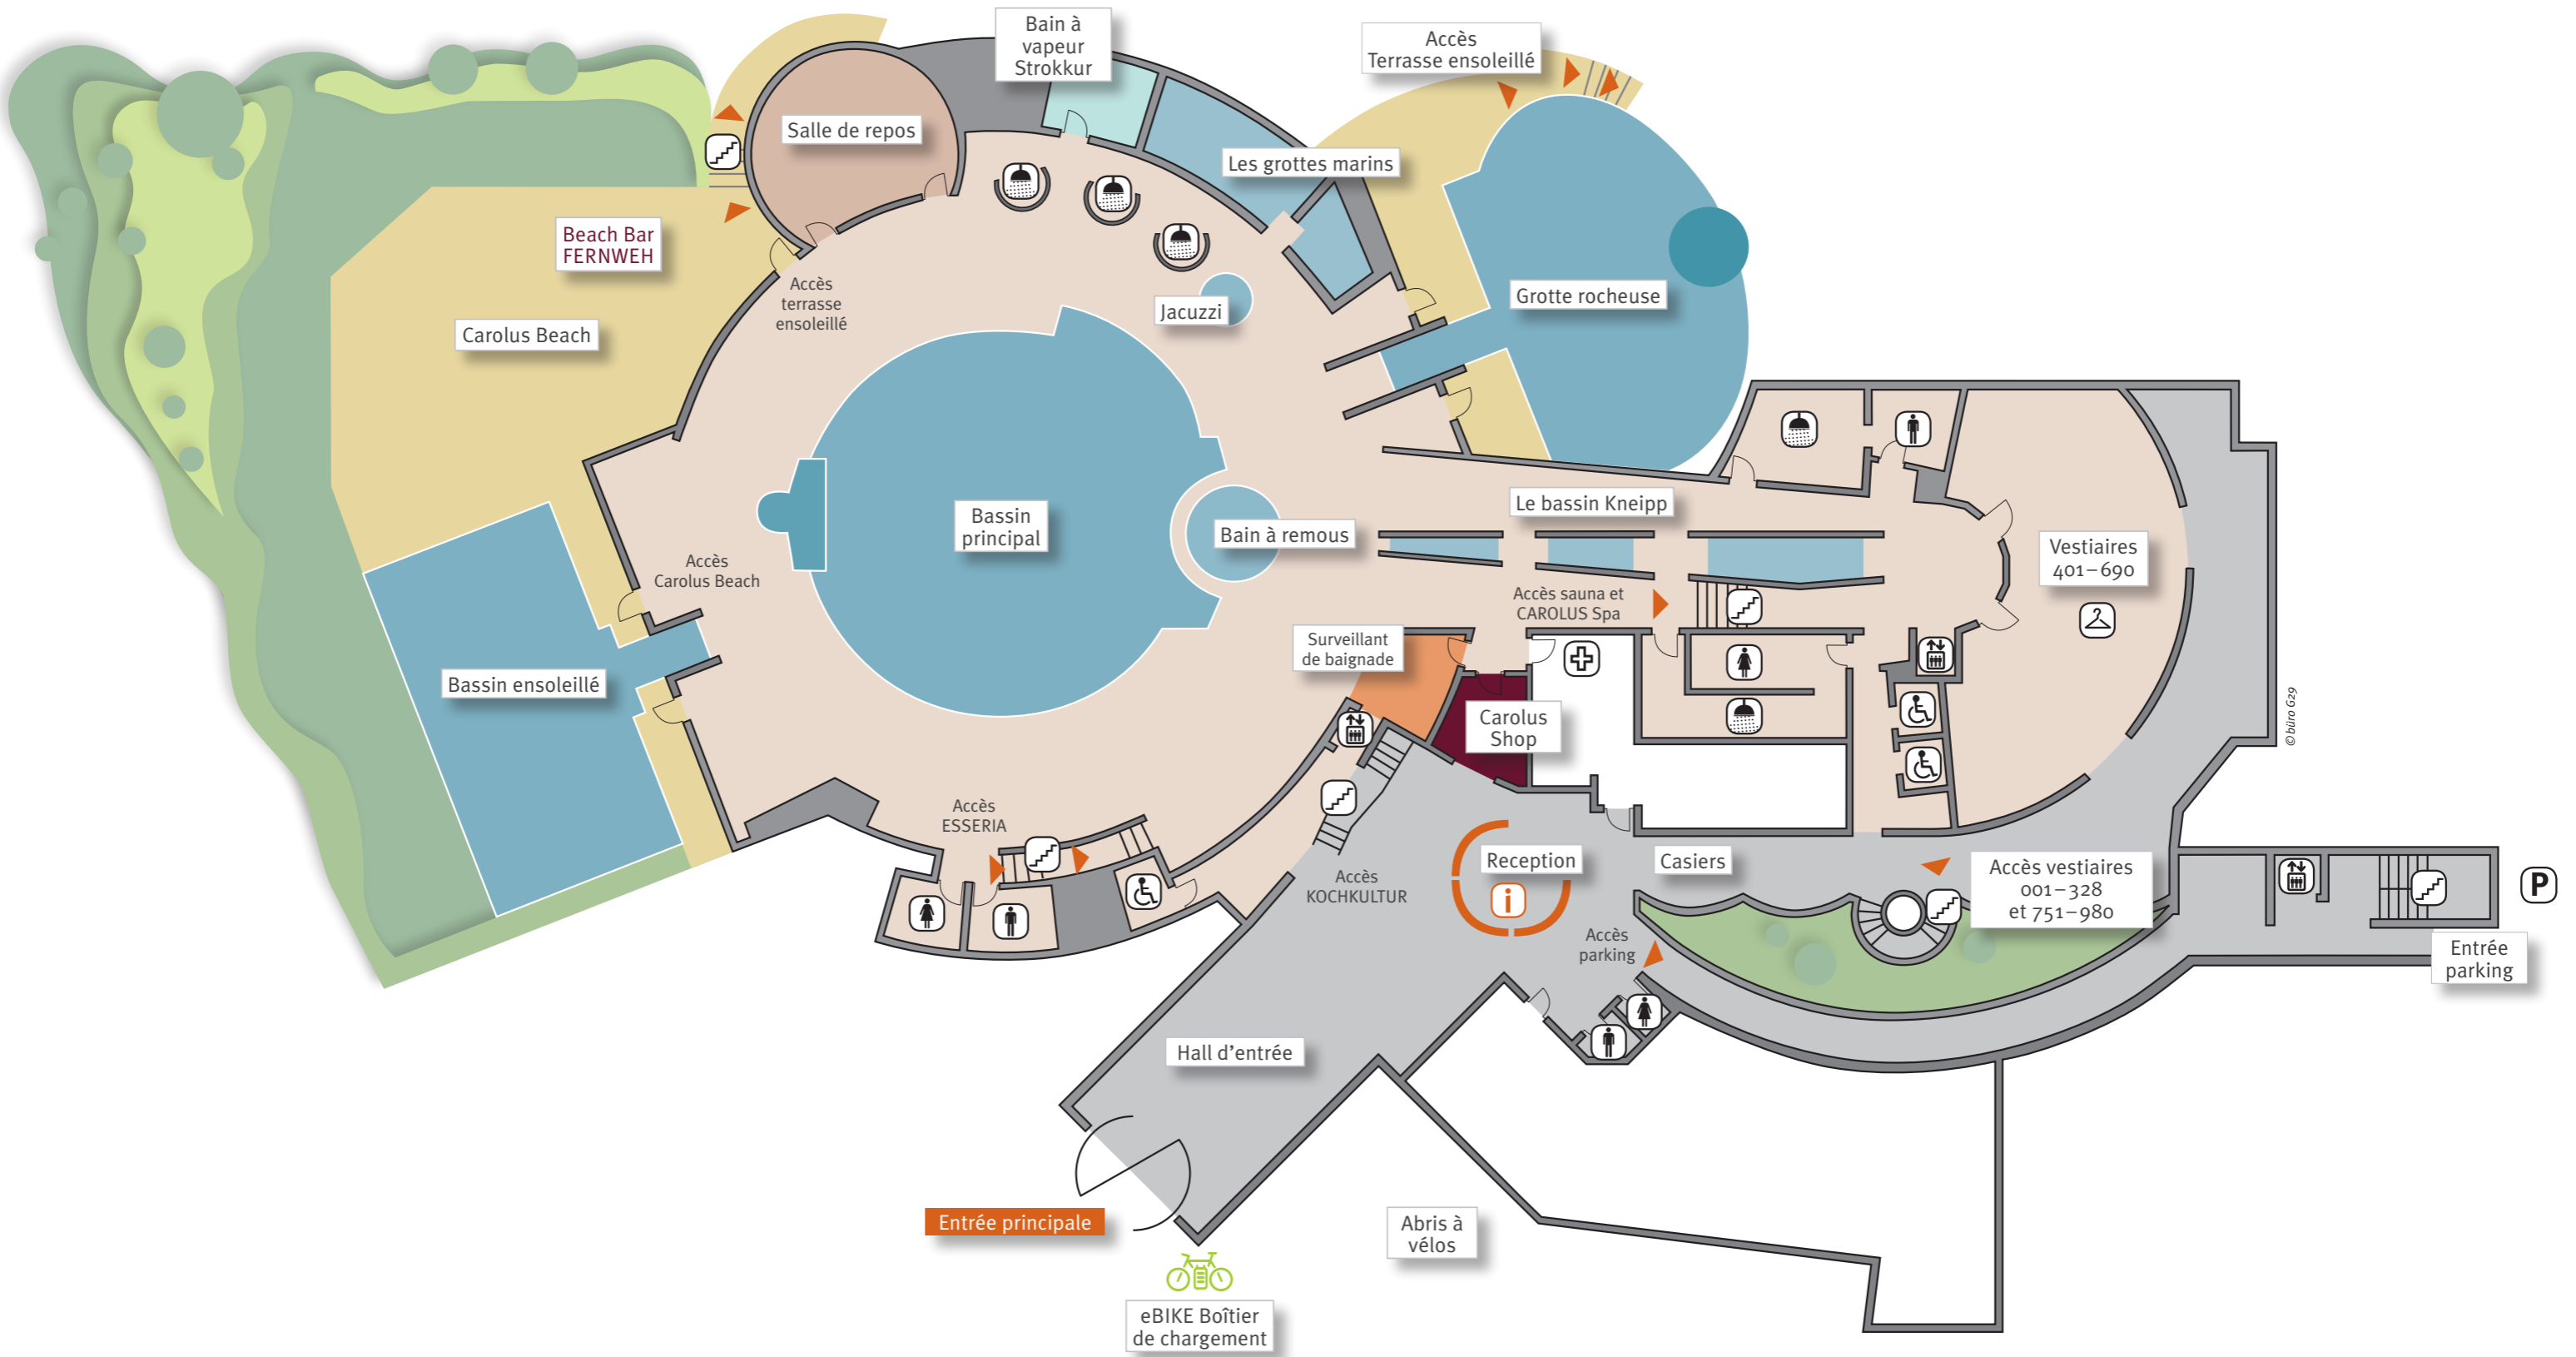 Bain à
vapeur
Strokkur
Accès
Terrasse ensoleillé
Salle de repos
Les grottes marins
Beach Bar
FERNWEH
Accès
terrasse
ensoleillé
Jacuzzi
Grotte rocheuse
Carolus Beach
Le bassin Kneipp
Bassin
principal
Bain à remous
Vestiaires
401–690
Accès
Carolus Beach
Accès sauna et
CAROLUS Spa
Surveillant
de baignade
Bassin ensoleillé
Carolus
Shop
© büro G29
Accès
ESSERIA
Reception
i
Casiers
Accès vestiaires
001–328
et 751–980
P
Accès
KOCHKULTUR
Accès
parking
Entrée
parking
Hall d’entrée
Entrée principale
Abris à
vélos
eBIKE Boîtier
de chargement